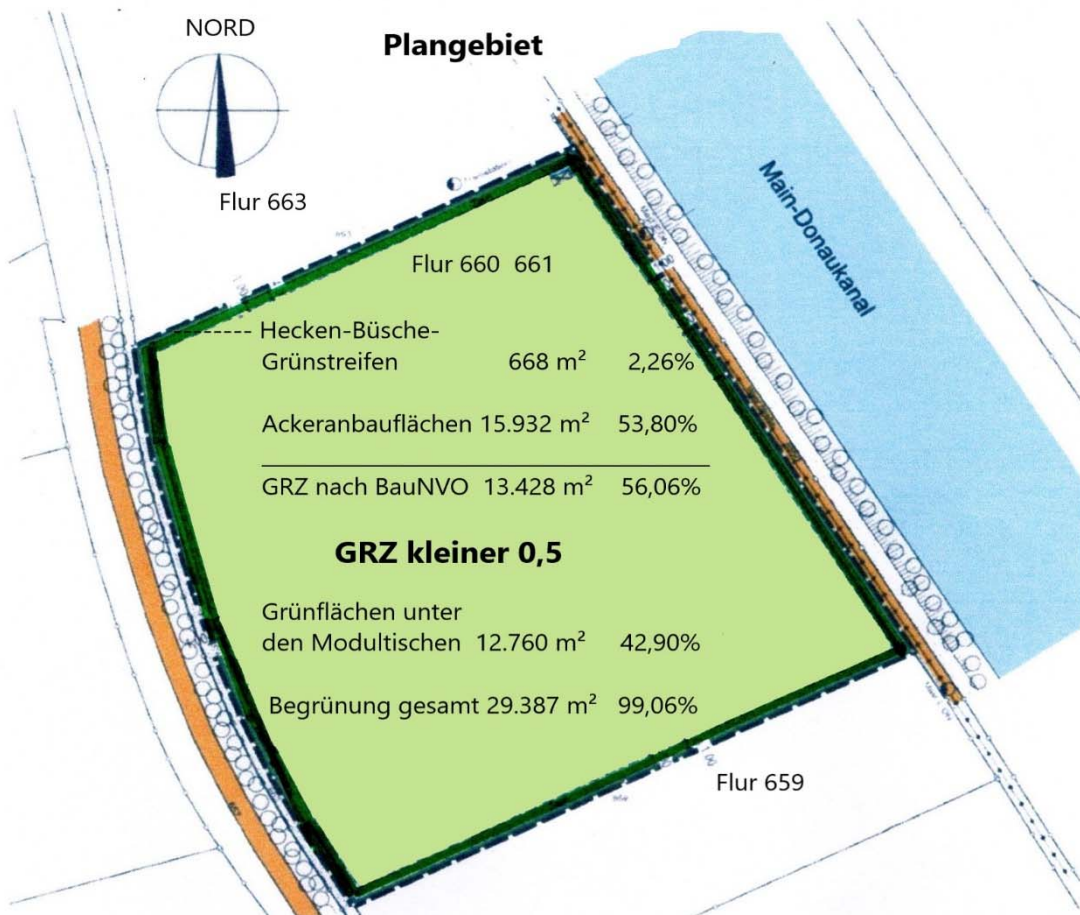 NORD
Plangebiet
Flur 663
Main-Donaukanal
Flur 660 661
Hecken-Büsche-
Grünstreifen 668 m² 2,26%
Ackeranbauflächen 15.932 m² 53,80%
GRZ nach BauNVO 13.428 m² 56,06%
GRZ kleiner 0,5
Grünflächen unter
den Modultischen 12.760 m² 42,90%
Begrünung gesamt 29.387 m² 99,06%
Flur 659